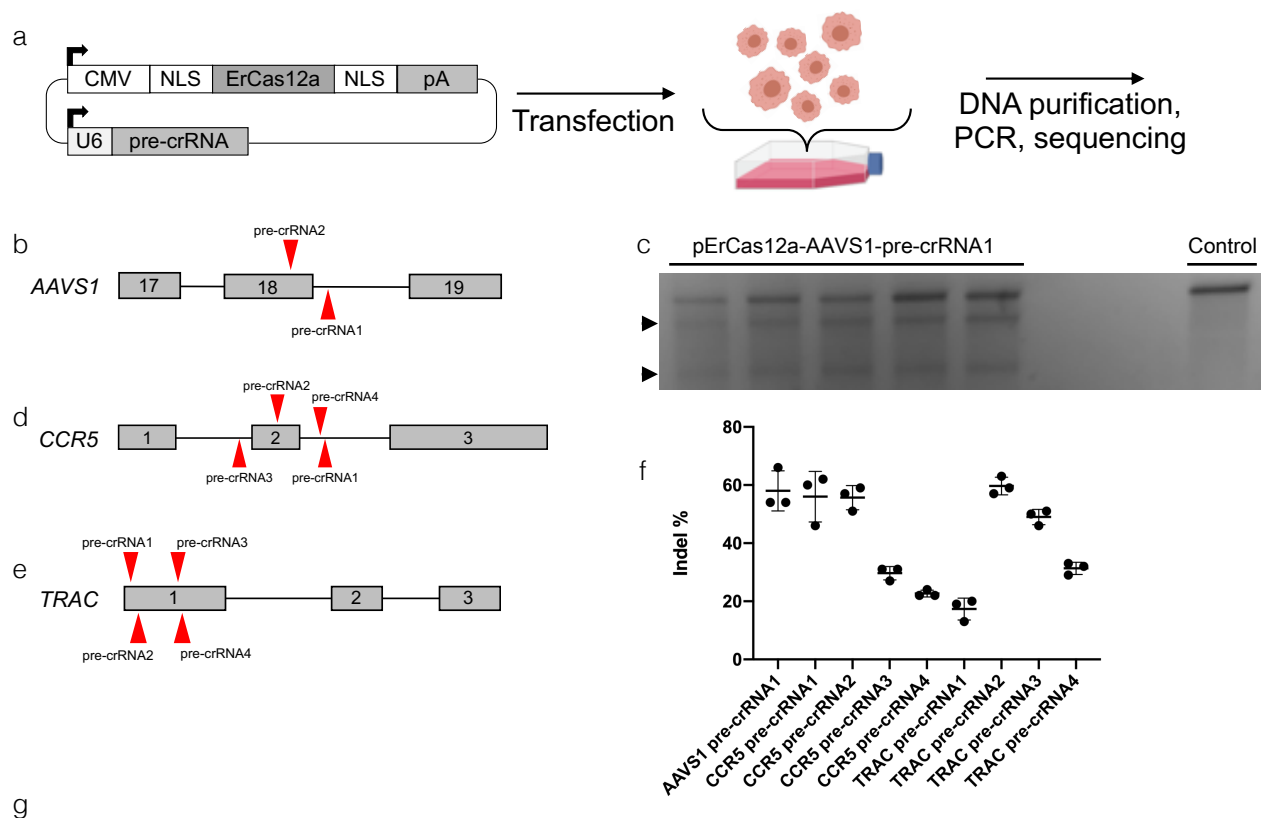 a
CMV NLS ErCas12a NLS pA
U6 pre-crRNA
Transfection
DNA purification,
PCR, sequencing
b
pre-crRNA2
AAVS1 17 18 19
pre-crRNA1
c
pErCas12a-AAVS1-pre-crRNA1 Control
d
pre-crRNA2
pre-crRNA4
CCR5 1 2 3
pre-crRNA3 pre-crRNA1
e
pre-crRNA1 pre-crRNA3
TRAC 1 2 3
pre-crRNA2 pre-crRNA4
f
Indel %
80
60
40
20
0
AAVS1 pre-crRNA1
CCR5 pre-crRNA1
CCR5 pre-crRNA2
CCR5 pre-crRNA3
CCR5 pre-crRNA4
TRAC pre-crRNA1
TRAC pre-crRNA2
TRAC pre-crRNA3
TRAC pre-crRNA4
g